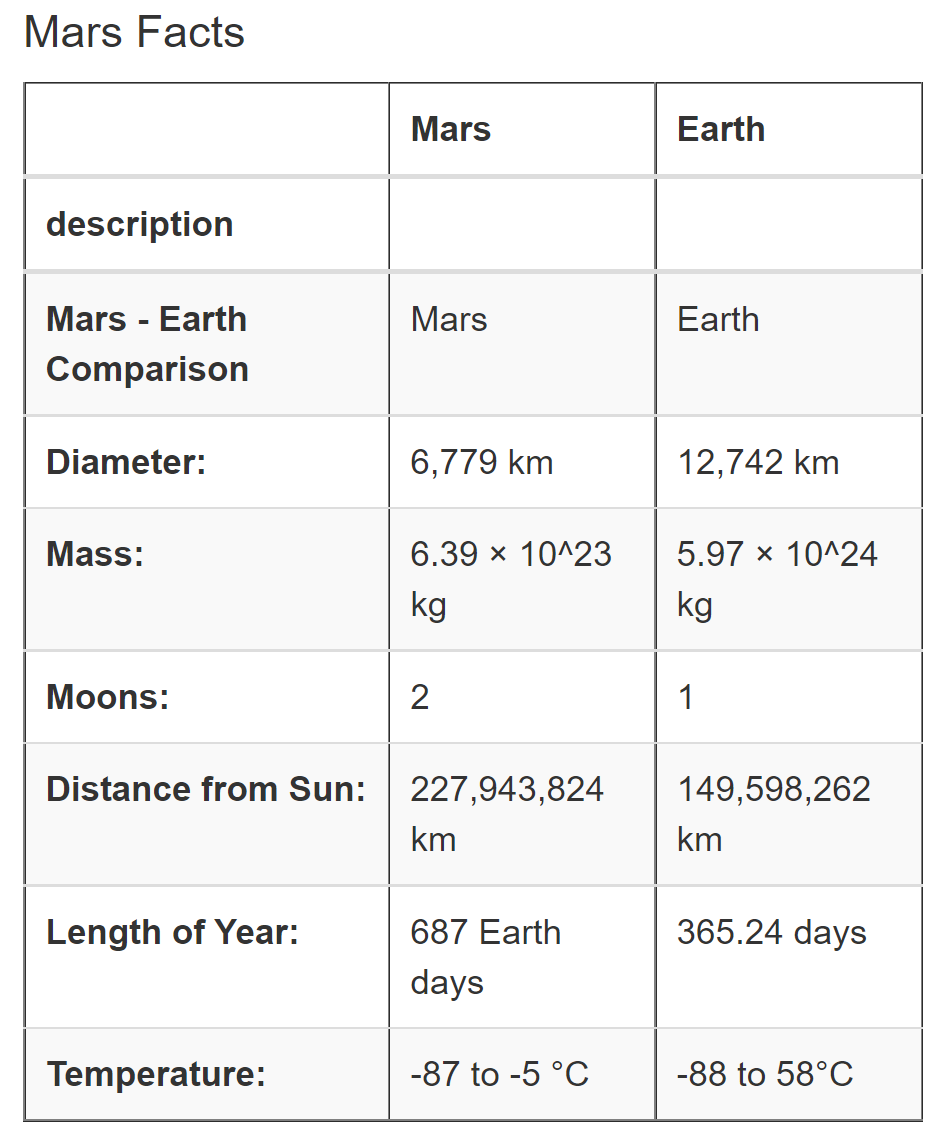 Mars Facts
Mars Earth
description
Mars - Earth Comparison Mars Earth
Diameter: 6,779 km 12,742 km
Mass: 6.39 × 10^23 kg 5.97 × 10^24 kg
Moons: 2 1
Distance from Sun: 227,943,824 km 149,598,262 km
Length of Year: 687 Earth days 365.24 days
Temperature: -87 to -5 °C -88 to 58°C